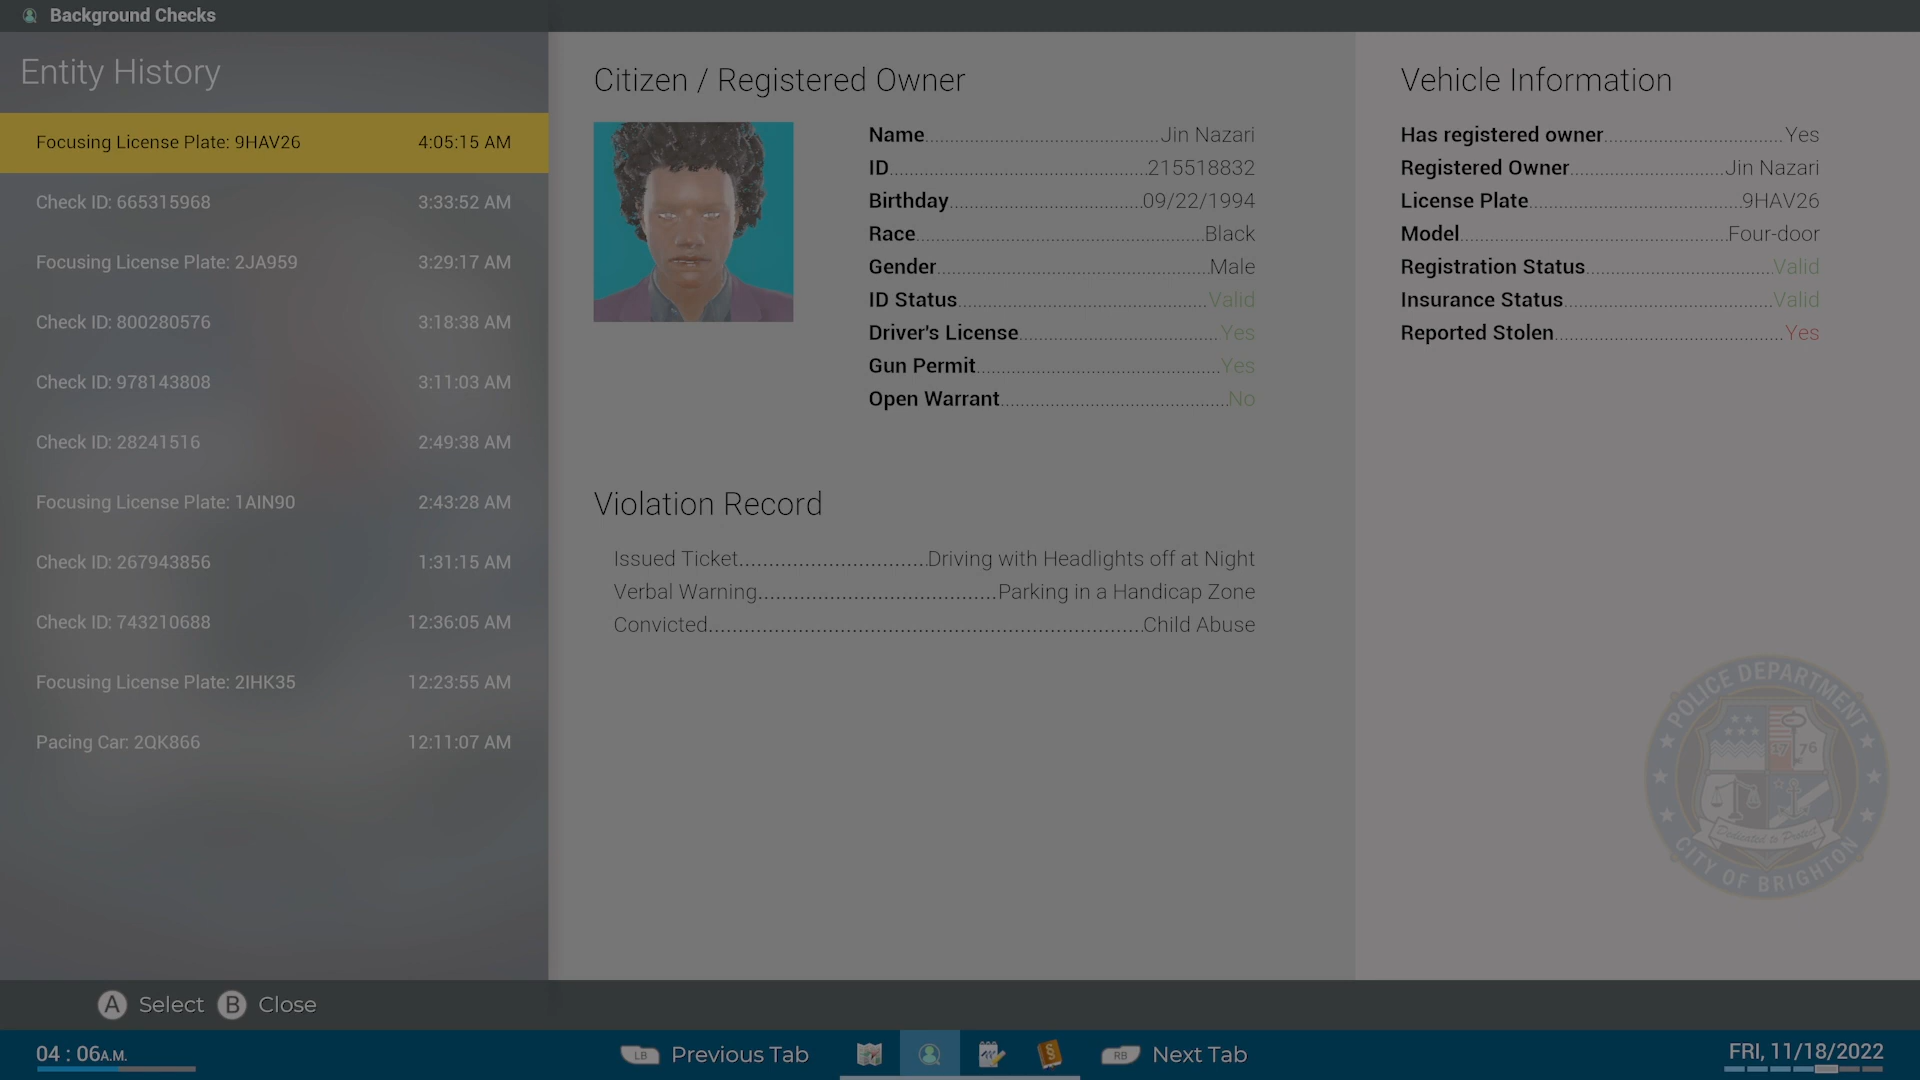 Background Checks
Entity History
Focusing License Plate: 9HAV26 4:05:15 AM
Check ID: 665315968 3:33:52 AM
Focusing License Plate: 2JA959 3:29:17 AM
Check ID: 800280576 3:18:38 AM
Check ID: 978143808 3:11:03 AM
Check ID: 28241516 2:49:38 AM
Focusing License Plate: 1AIN90 2:43:28 AM
Check ID: 267943856 1:31:15 AM
Check ID: 743210688 12:36:05 AM
Focusing License Plate: 2IHK35 12:23:55 AM
Pacing Car: 2QK866 12:11:07 AM
Citizen / Registered Owner
Name Jin Nazari
ID 215518832
Birthday 09/22/1994
Race Black
Gender Male
ID Status Valid
Driver's License Yes
Gun Permit Yes
Open Warrant No
Violation Record
Issued Ticket Driving with Headlights off at Night
Verbal Warning Parking in a Handicap Zone
Convicted Child Abuse
Vehicle Information
Has registered owner Yes
Registered Owner Jin Nazari
License Plate 9HAV26
Model Four-door
Registration Status Valid
Insurance Status Valid
Reported Stolen Yes
POLICE DEPARTMENT
17 76
Dedicated to Protect
CITY OF BRIGHTON
A Select B Close
04 : 06 A.M.
LB Previous Tab
§
RB Next Tab
FRI, 11/18/2022